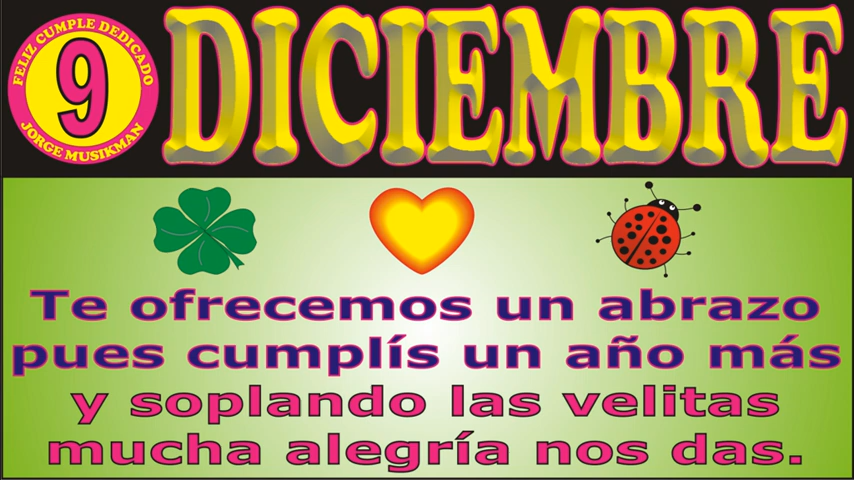 FELIZ CUMPLE DEDICADO
9
JORGE MUSIKMAN
DICIEMBRE
Te ofrecemos un abrazo
pues cumplís un año más
y soplando las velitas
mucha alegría nos das.